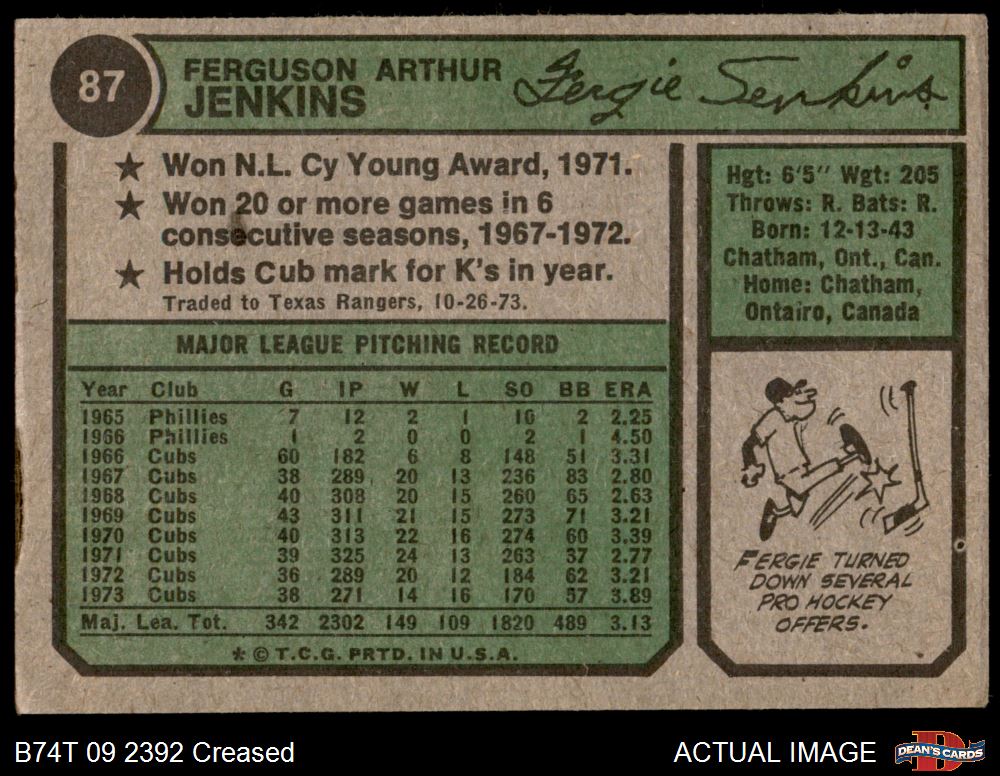 87
FERGUSON ARTHUR
JENKINS
Fergie Jenkins
★ Won N.L. Cy Young Award, 1971.
★ Won 20 or more games in 6
consecutive seasons, 1967-1972.
★ Holds Cub mark for K's in year.
Traded to Texas Rangers, 10-26-73.
Hgt: 6'5" Wgt: 205
Throws: R. Bats: R.
Born: 12-13-43
Chatham, Ont., Can.
Home: Chatham,
Ontairo, Canada
MAJOR LEAGUE PITCHING RECORD
Year Club G IP W L SO BB ERA
1965 Phillies 7 12 2 1 10 2 2.25
1966 Phillies 1 2 0 0 2 1 4.50
1966 Cubs 60 182 6 8 148 51 3.31
1967 Cubs 38 289 20 13 236 83 2.80
1968 Cubs 40 308 20 15 260 65 2.63
1969 Cubs 43 311 21 15 273 71 3.21
1970 Cubs 40 313 22 16 274 60 3.39
1971 Cubs 39 325 24 13 263 37 2.77
1972 Cubs 36 289 20 12 184 62 3.21
1973 Cubs 38 271 14 16 170 57 3.89
Maj. Lea. Tot. 342 2302 149 109 1820 489 3.13
* © T.C.G. PRTD. IN U.S.A.
FERGIE TURNED
DOWN SEVERAL
PRO HOCKEY
OFFERS.
B74T 09 2392 Creased
ACTUAL IMAGE
D
DEAN'S CARDS